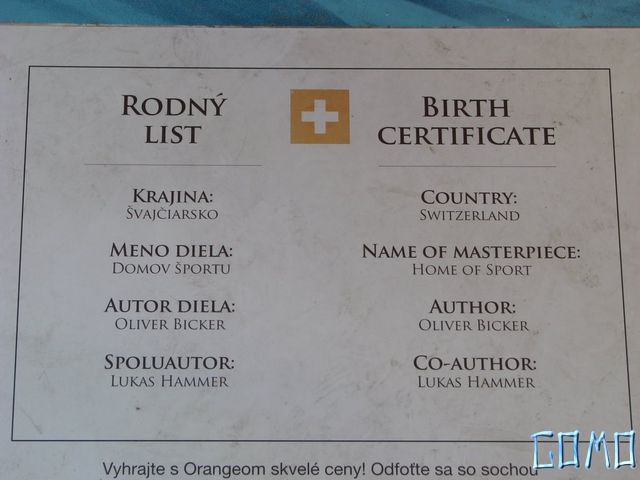 RODNÝ
LIST
KRAJINA:
ŠVAJČIARSKO
MENO DIELA:
DOMOV ŠPORTU
AUTOR DIELA:
OLIVER BICKER
SPOLUAUTOR:
LUKAS HAMMER
BIRTH
CERTIFICATE
COUNTRY:
SWITZERLAND
NAME OF MASTERPIECE:
HOME OF SPORT
AUTHOR:
OLIVER BICKER
CO-AUTHOR:
LUKAS HAMMER
Vyhrajte s Orangeom skvelé ceny! Odfoťte sa so sochou
COMO